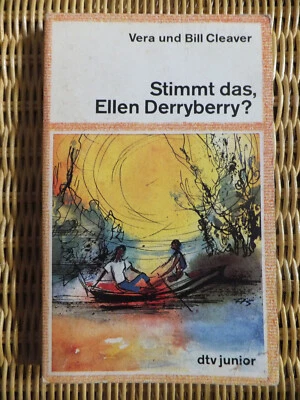 Vera und Bill Cleaver
Stimmt das,
Ellen Derryberry?
dtv junior